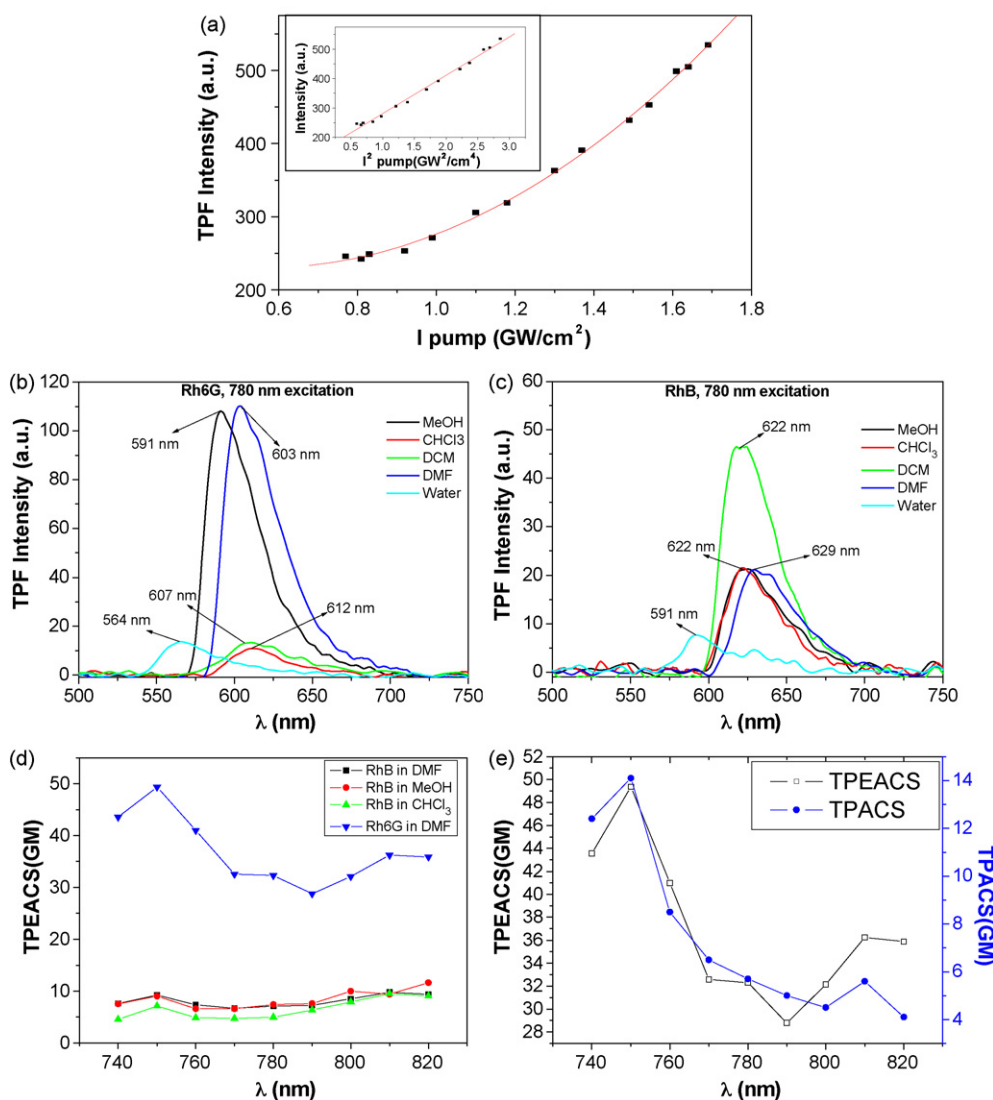 (a)
TPF Intensity (a.u.)
500
400
300
200
0.6 0.8 1.0 1.2 1.4 1.6 1.8
I pump (GW/cm²)
Intensity (a.u.)
500
400
300
200
0.5 1.0 1.5 2.0 2.5 3.0
I² pump(GW²/cm⁴)
(b)
Rh6G, 780 nm excitation
TPF Intensity (a.u.)
120
100
80
60
40
20
0
500 550 600 650 700 750
λ (nm)
591 nm
603 nm
607 nm
612 nm
564 nm
MeOH
CHCl3
DCM
DMF
Water
(c)
RhB, 780 nm excitation
TPF Intensity (a.u.)
60
50
40
30
20
10
0
500 550 600 650 700 750
λ (nm)
622 nm
622 nm
629 nm
591 nm
MeOH
CHCl₃
DCM
DMF
Water
(d)
TPEACS(GM)
50
40
30
20
10
0
740 760 780 800 820
λ (nm)
RhB in DMF
RhB in MeOH
RhB in CHCl₃
Rh6G in DMF
(e)
TPEACS(GM)
52
50
48
46
44
42
40
38
36
34
32
30
28
740 760 780 800 820
λ (nm)
TPEACS
TPACS
14
12
10
8
6
4
TPACS(GM)